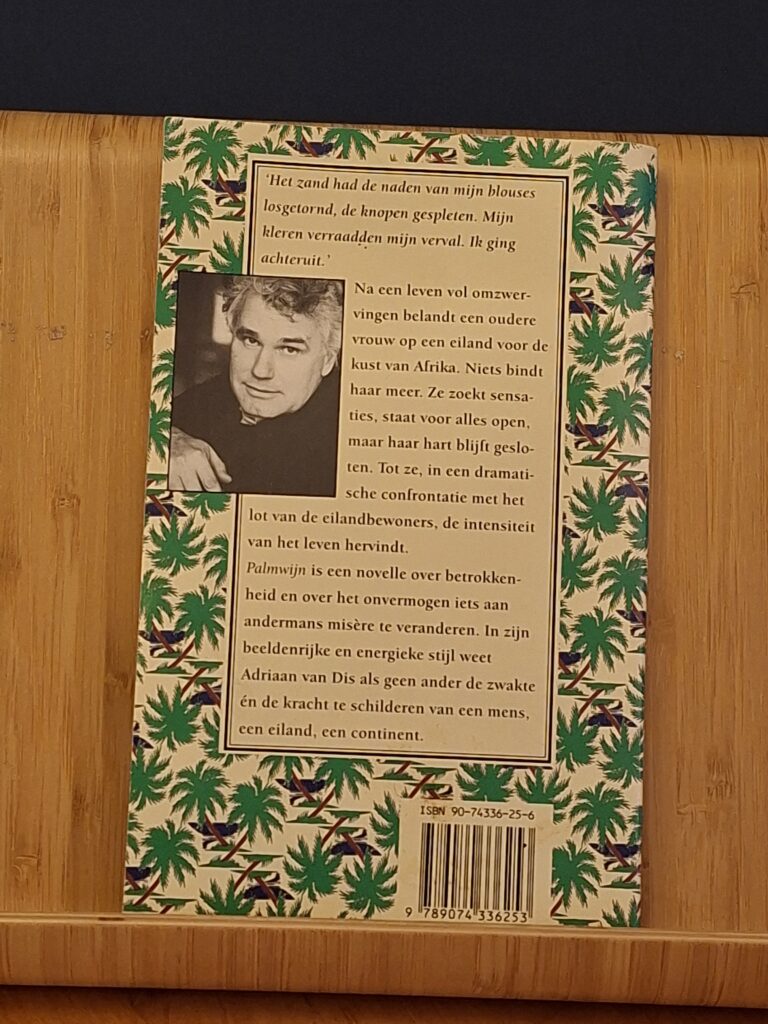 ‘Het zand had de naden van mijn blouses
losgetornd, de knopen gespleten. Mijn
kleren verraadden mijn verval. Ik ging
achteruit.’
Na een leven vol omzwer-
vingen belandt een oudere
vrouw op een eiland voor de
kust van Afrika. Niets bindt
haar meer. Ze zoekt sensa-
ties, staat voor alles open,
maar haar hart blijft geslo-
ten. Tot ze, in een dramati-
sche confrontatie met het
lot van de eilandbewoners, de intensiteit
van het leven hervindt.
Palmwijn is een novelle over betrokken-
heid en over het onvermogen iets aan
andermans misère te veranderen. In zijn
beeldenrijke en energieke stijl weet
Adriaan van Dis als geen ander de zwakte
én de kracht te schilderen van een mens,
een eiland, een continent.
ISBN 90-74336-25-6
9 789074 336253